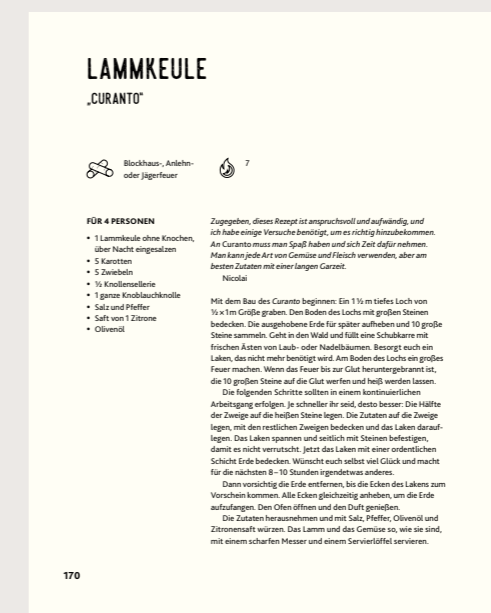 LAMMKEULE
„CURANTO“
Blockhaus-, Anlehn-
oder Jägerfeuer
7
FÜR 4 PERSONEN
• 1 Lammkeule ohne Knochen,
über Nacht eingesalzen
• 5 Karotten
• 5 Zwiebeln
• ½ Knollensellerie
• 1 ganze Knoblauchknolle
• Salz und Pfeffer
• Saft von 1 Zitrone
• Olivenöl
Zugegeben, dieses Rezept ist anspruchsvoll und aufwändig, und
ich habe einige Versuche benötigt, um es richtig hinzubekommen.
An Curanto muss man Spaß haben und sich Zeit dafür nehmen.
Man kann jede Art von Gemüse und Fleisch verwenden, aber am
besten Zutaten mit einer langen Garzeit.
Nicolai
Mit dem Bau des Curanto beginnen: Ein 1 ½ m tiefes Loch von
½ × 1 m Größe graben. Den Boden des Lochs mit großen Steinen
bedecken. Die ausgehobene Erde für später aufheben und 10 große
Steine sammeln. Geht in den Wald und füllt eine Schubkarre mit
frischen Ästen von Laub- oder Nadelbäumen. Besorgt euch ein
Laken, das nicht mehr benötigt wird. Am Boden des Lochs ein großes
Feuer machen. Wenn das Feuer bis zur Glut heruntergebrannt ist,
die 10 großen Steine auf die Glut werfen und heiß werden lassen.
Die folgenden Schritte sollten in einem kontinuierlichen
Arbeitsgang erfolgen. Je schneller ihr seid, desto besser: Die Hälfte
der Zweige auf die heißen Steine legen. Die Zutaten auf die Zweige
legen, mit den restlichen Zweigen bedecken und das Laken darauf-
legen. Das Laken spannen und seitlich mit Steinen befestigen,
damit es nicht verrutscht. Jetzt das Laken mit einer ordentlichen
Schicht Erde bedecken. Wünscht euch selbst viel Glück und macht
für die nächsten 8 – 10 Stunden irgendetwas anderes.
Dann vorsichtig die Erde entfernen, bis die Ecken des Lakens zum
Vorschein kommen. Alle Ecken gleichzeitig anheben, um die Erde
aufzufangen. Den Ofen öffnen und den Duft genießen.
Die Zutaten herausnehmen und mit Salz, Pfeffer, Olivenöl und
Zitronensaft würzen. Das Lamm und das Gemüse so, wie sie sind,
mit einem scharfen Messer und einem Servierlöffel servieren.
170